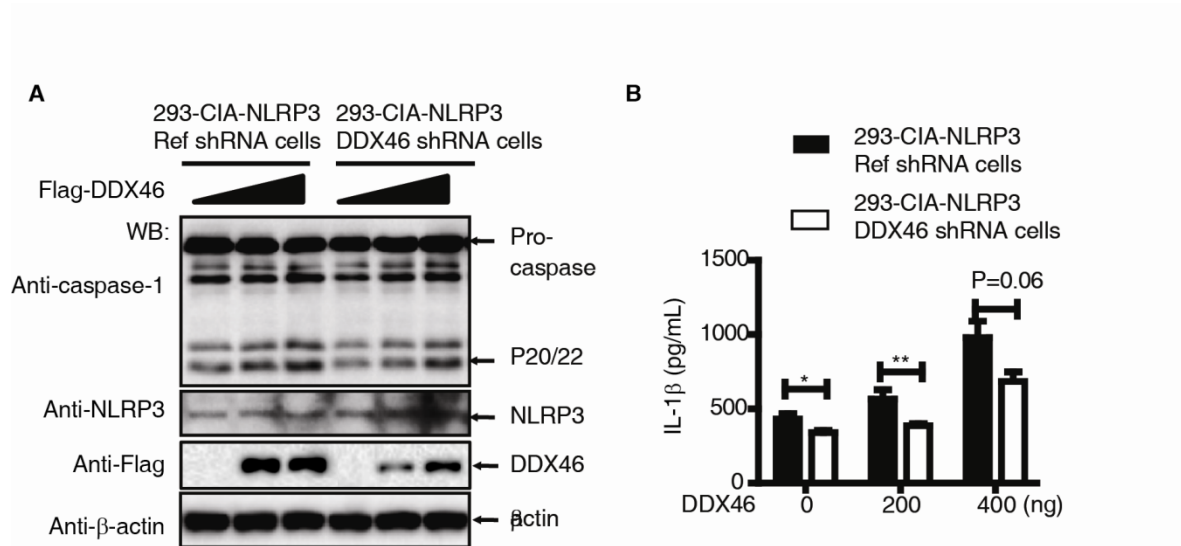 A
293-CIA-NLRP3 293-CIA-NLRP3
Ref shRNA cells DDX46 shRNA cells
Flag-DDX46
WB:
Pro-
caspase
Anti-caspase-1
P20/22
Anti-NLRP3
NLRP3
Anti-Flag
DDX46
Anti-β-actin
βactin
B
293-CIA-NLRP3
Ref shRNA cells
293-CIA-NLRP3
DDX46 shRNA cells
IL-1β (pg/mL)
1500
1000
500
0
*
**
P=0.06
DDX46 0 200 400 (ng)